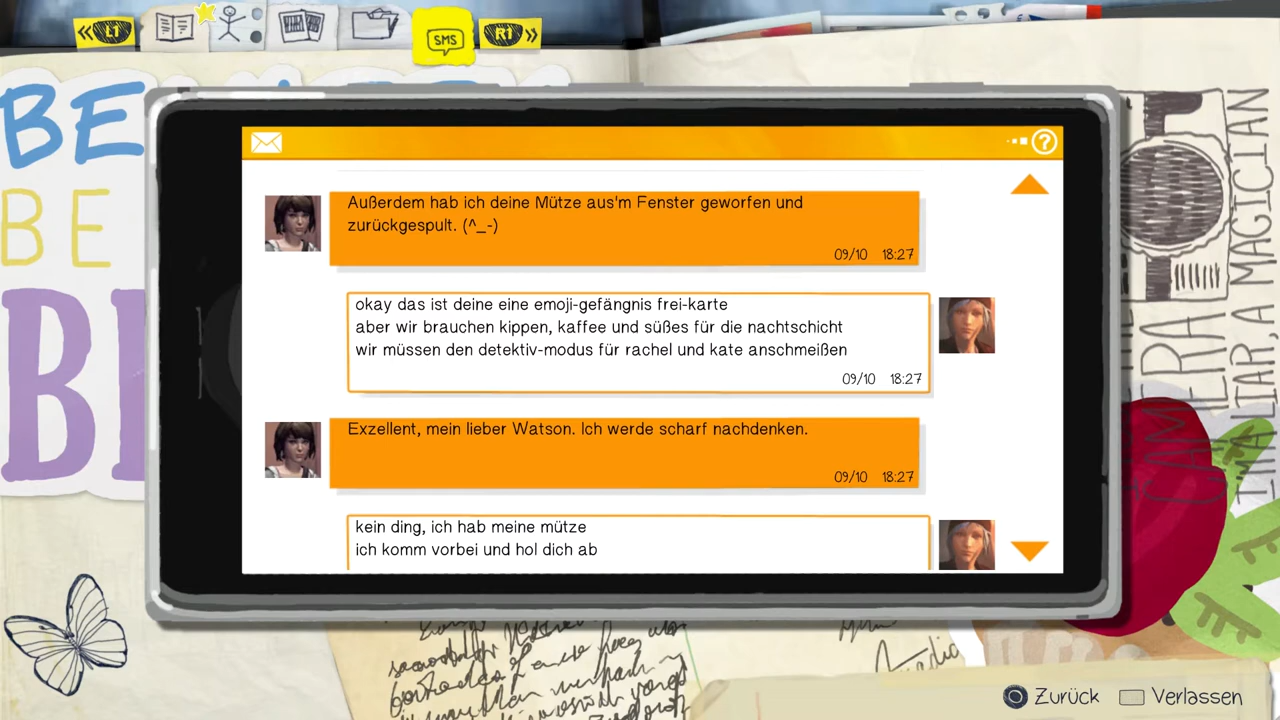 L1
SMS
R1
BE
BE
BE
Außerdem hab ich deine Mütze aus'm Fenster geworfen und
zurückgespult. (^_-)
09/10 18:27
okay das ist deine eine emoji-gefängnis frei-karte
aber wir brauchen kippen, kaffee und süßes für die nachtschicht
wir müssen den detektiv-modus für rachel und kate anschmeißen
09/10 18:27
Exzellent, mein lieber Watson. Ich werde scharf nachdenken.
09/10 18:27
kein ding, ich hab meine mütze
ich komm vorbei und hol dich ab
CAMERA
LIAR, A MAGICIAN
Zurück
Verlassen